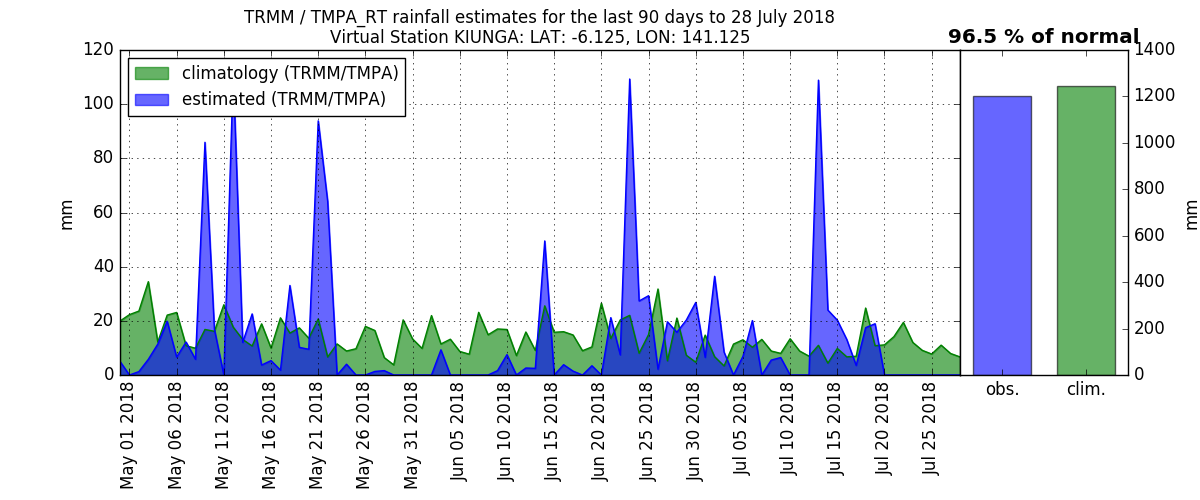 TRMM / TMPA_RT rainfall estimates for the last 90 days to 28 July 2018
Virtual Station KIUNGA: LAT: -6.125, LON: 141.125
96.5 % of normal
climatology (TRMM/TMPA)
estimated (TRMM/TMPA)
mm
120
100
80
60
40
20
0
May 01 2018
May 06 2018
May 11 2018
May 16 2018
May 21 2018
May 26 2018
May 31 2018
Jun 05 2018
Jun 10 2018
Jun 15 2018
Jun 20 2018
Jun 25 2018
Jun 30 2018
Jul 05 2018
Jul 10 2018
Jul 15 2018
Jul 20 2018
Jul 25 2018
obs.
clim.
1400
1200
1000
800
600
400
200
0
mm